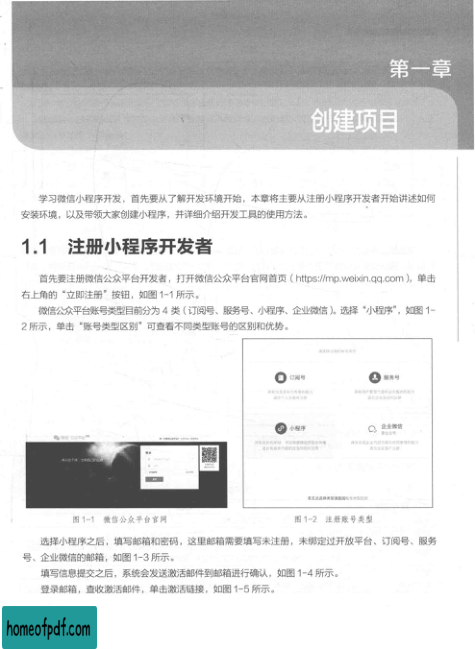 第一章
创建项目
学习微信小程序开发，首先要从了解开发环境开始，本章将主要从注册小程序开发者开始讲述如何
安装环境，以及带领大家创建小程序，并详细介绍开发工具的使用方法。
1.1 注册小程序开发者
首先要注册微信公众平台开发者，打开微信公众平台官网首页（https://mp.weixin.qq.com），单击
右上角的“立即注册”按钮，如图 1-1 所示。
微信公众平台账号类型目前分为 4 类（订阅号、服务号、小程序、企业微信）。选择“小程序”，如图 1-
2 所示，单击“账号类型区别”可查看不同类型账号的区别和优势。
订阅号
服务号
小程序
企业微信
图 1-1 微信公众平台官网
图 1-2 注册账号类型
选择小程序之后，填写邮箱和密码，这里邮箱需要填写未注册，未绑定过开放平台、订阅号、服务
号、企业微信的邮箱，如图 1-3 所示。
填写信息提交之后，系统会发送激活邮件到邮箱进行确认，如图 1-4 所示。
登录邮箱，查收激活邮件，单击激活链接，如图 1-5 所示。
homeofpdf.com